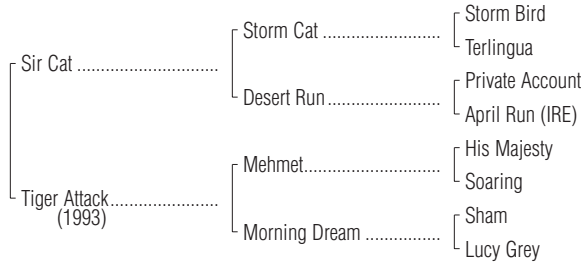 Storm Bird
Storm Cat
Terlingua
Sir Cat
Private Account
Desert Run
April Run (IRE)
His Majesty
Mehmet
Soaring
Tiger Attack
(1993)
Sham
Morning Dream
Lucy Grey